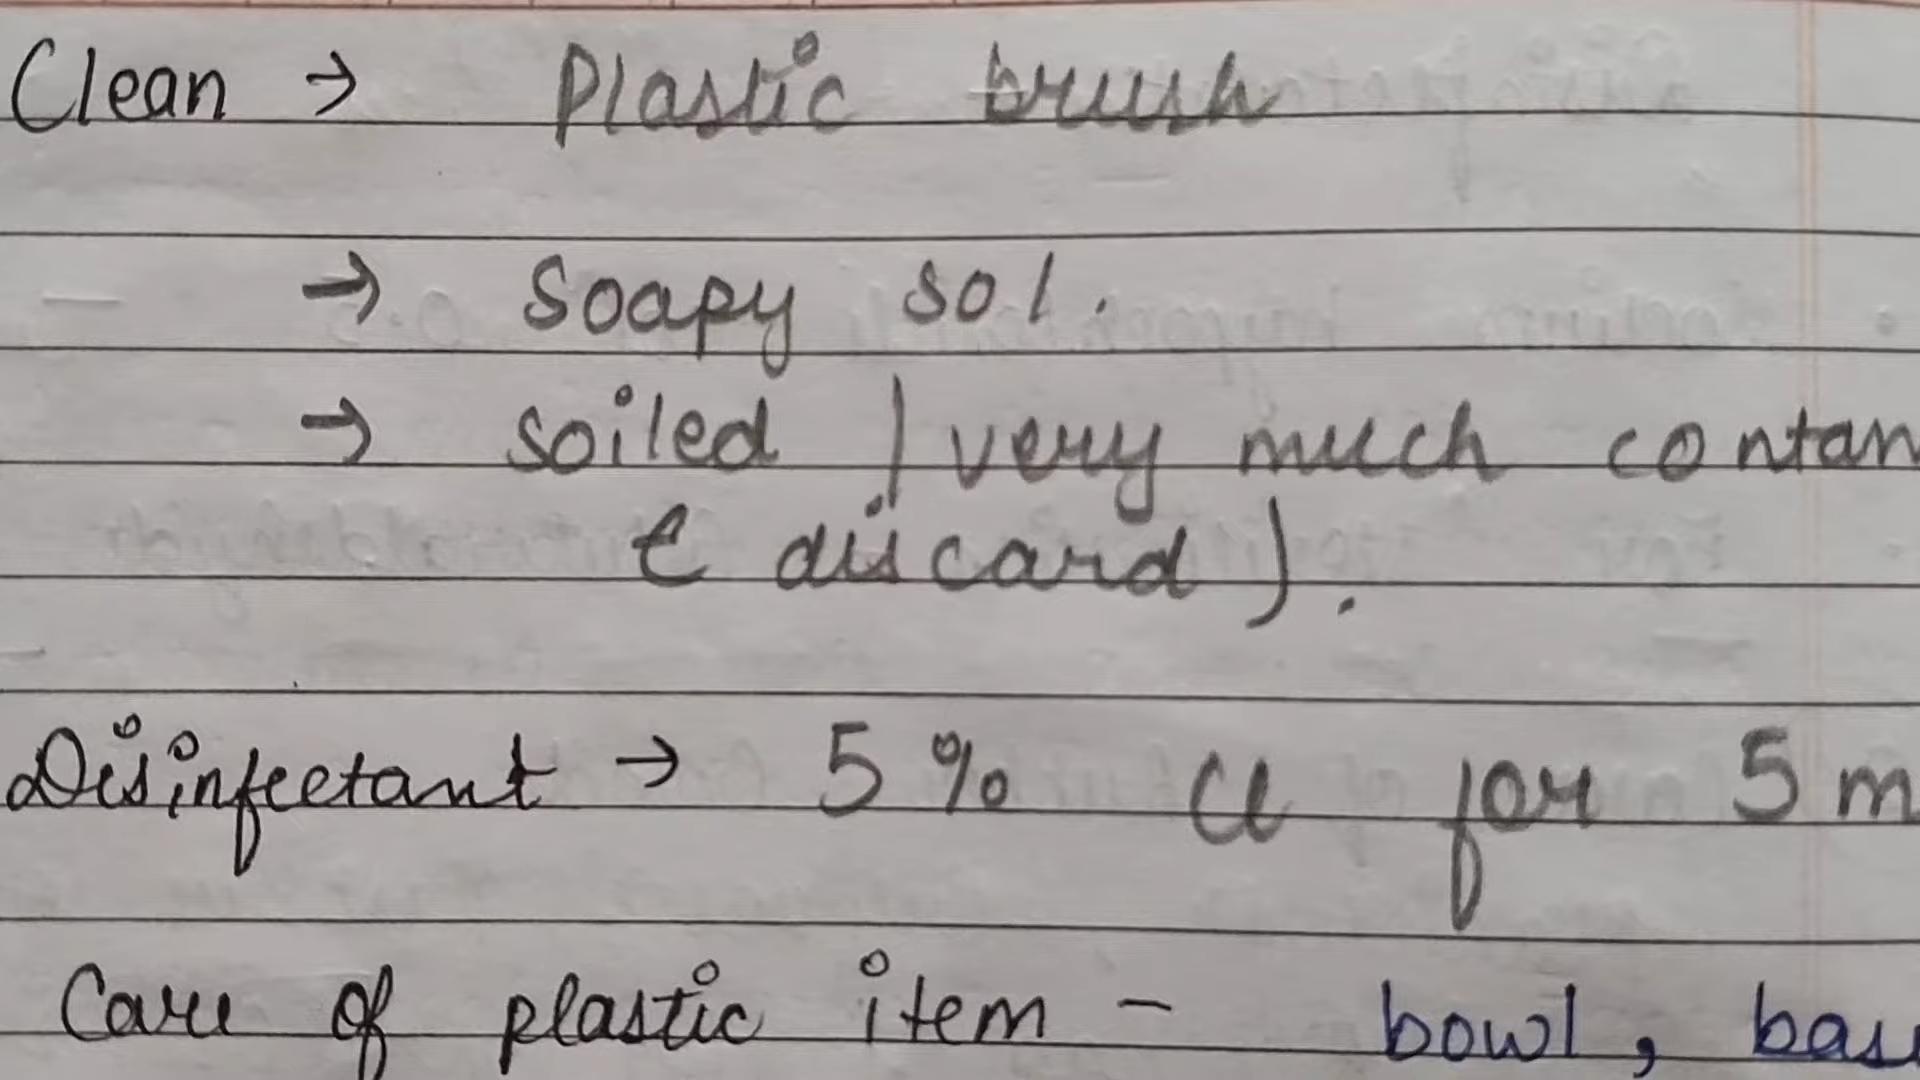 Clean → Plastic brush
→ Soapy sol.
→ soiled / very much contan
( discard ).
Disinfectant → 5% Cl for 5 m
Care of plastic item - bowl, bas